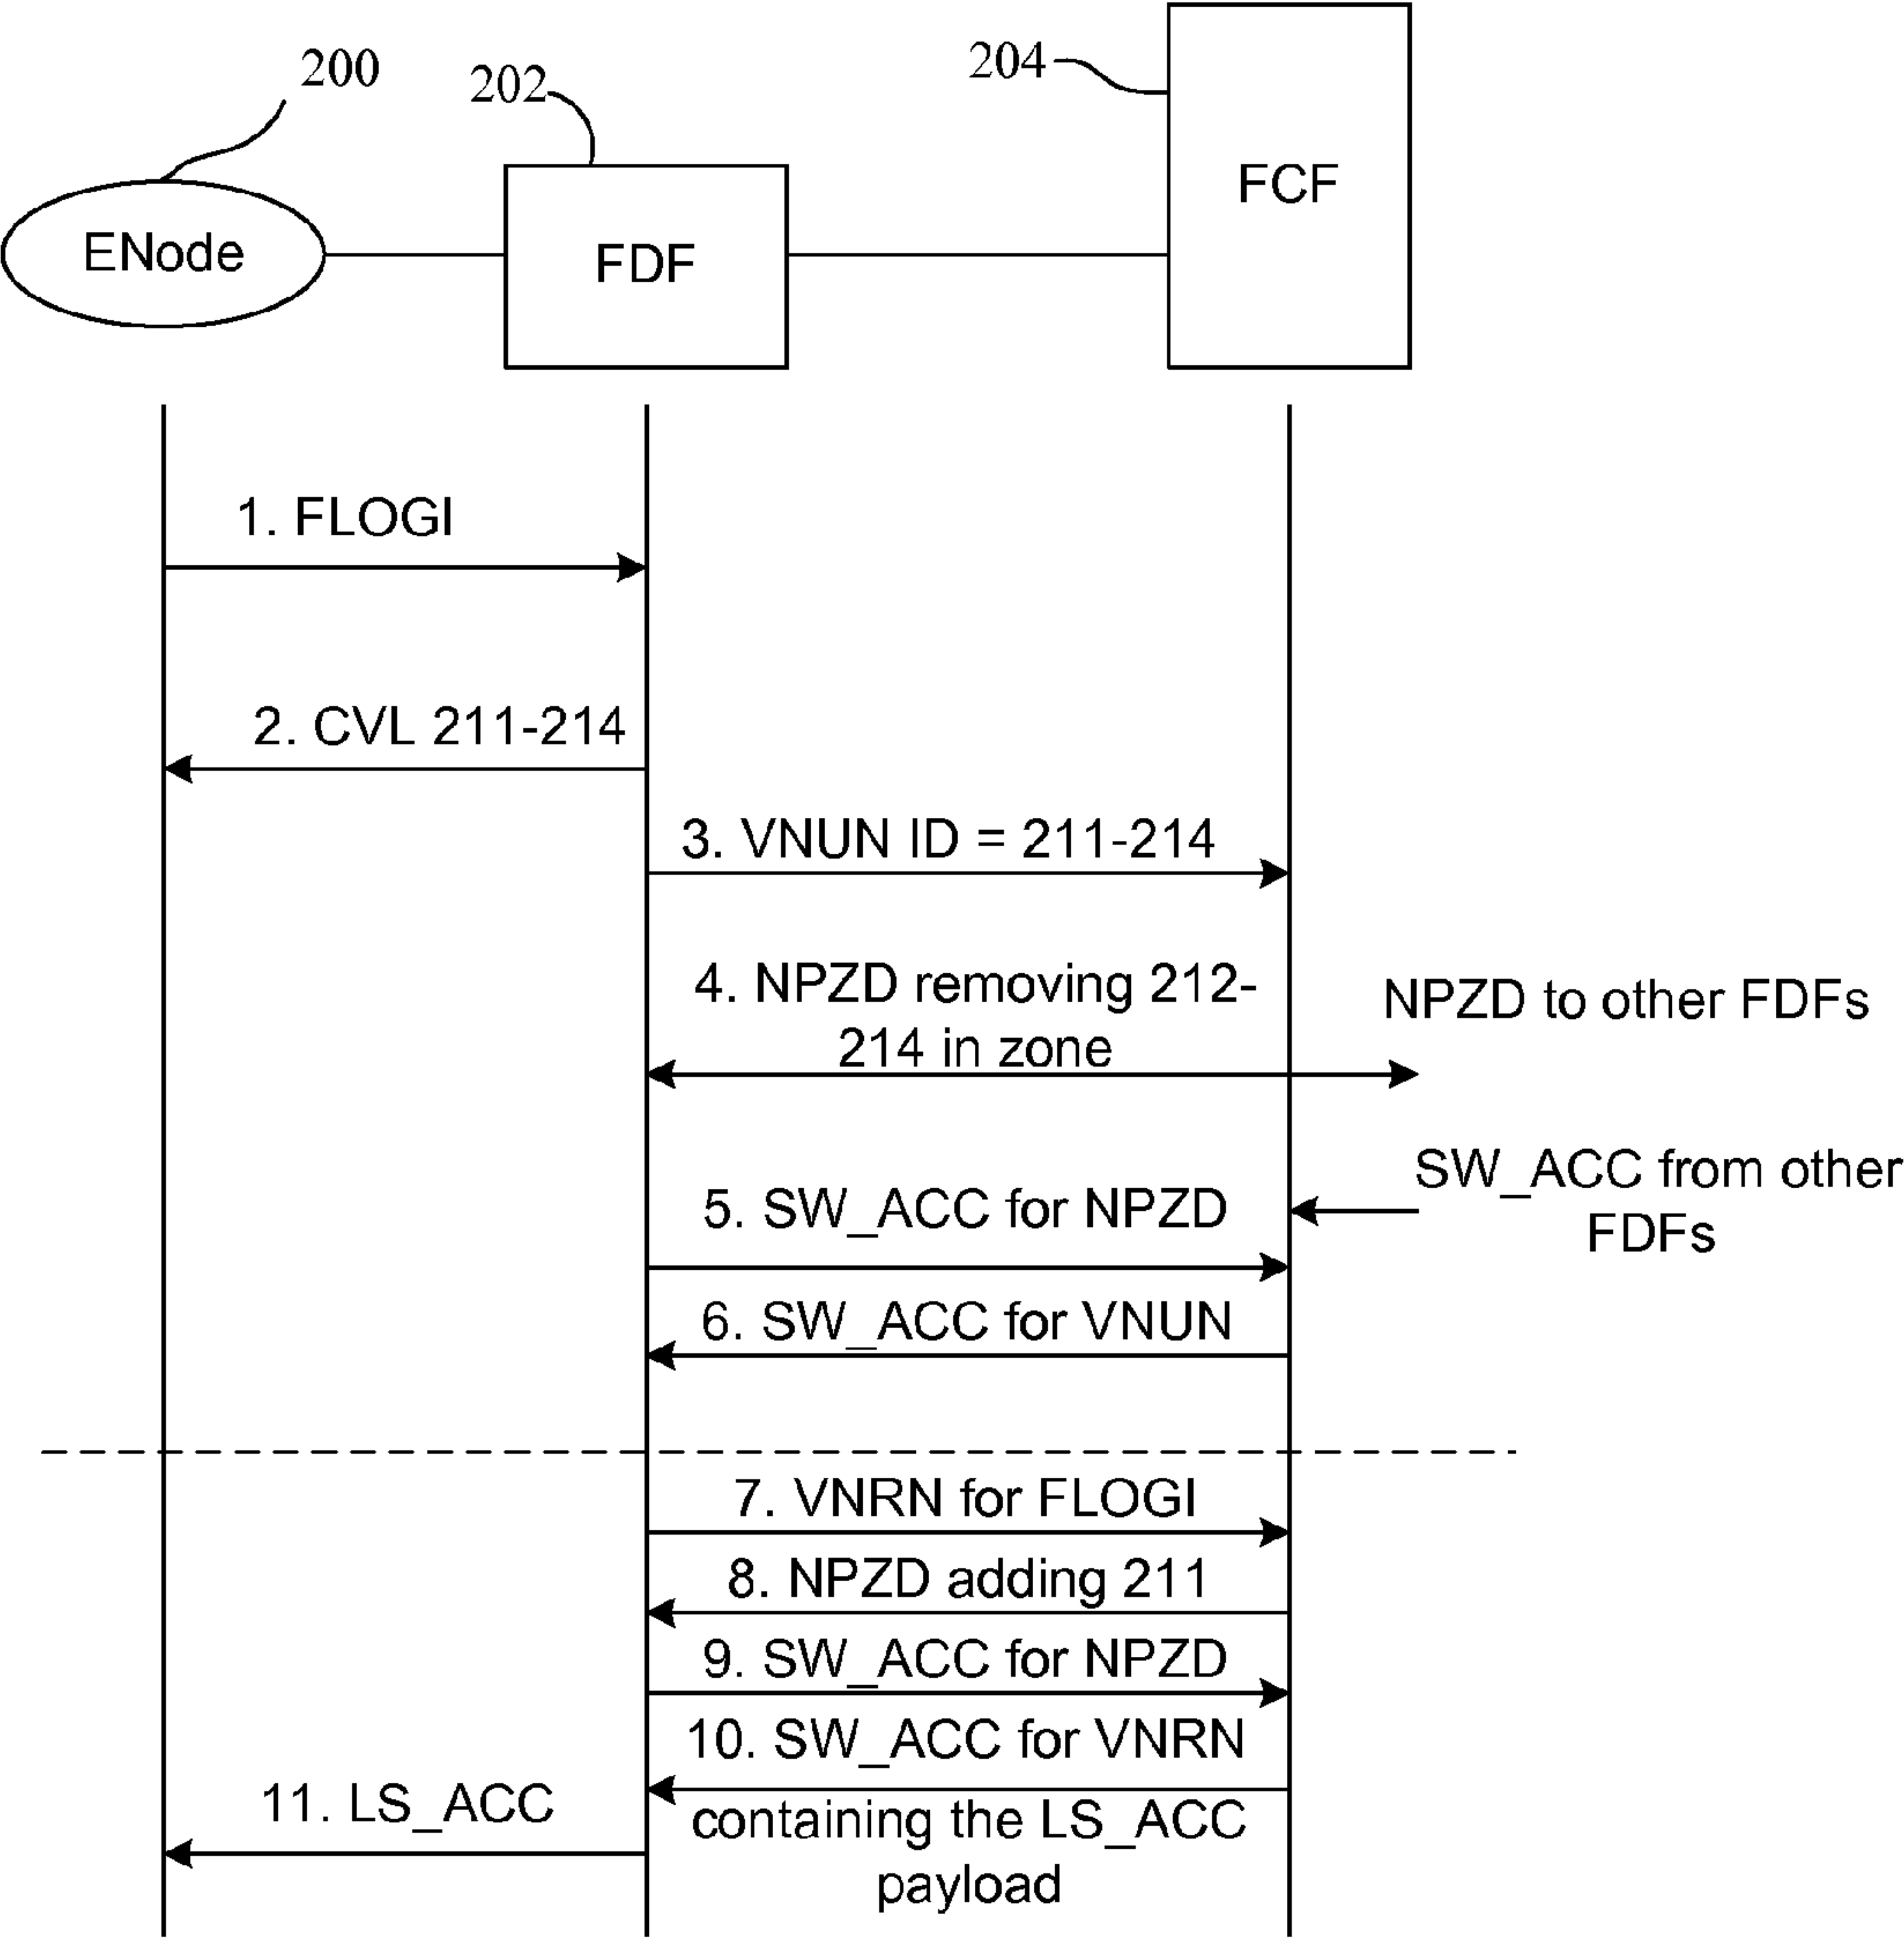 200
202
204
ENode
FDF
FCF
1. FLOGI
2. CVL 211-214
3. VNUN ID = 211-214
4. NPZD removing 212-
214 in zone
NPZD to other FDFs
SW_ACC from other
FDFs
5. SW_ACC for NPZD
6. SW_ACC for VNUN
7. VNRN for FLOGI
8. NPZD adding 211
9. SW_ACC for NPZD
10. SW_ACC for VNRN
containing the LS_ACC
payload
11. LS_ACC